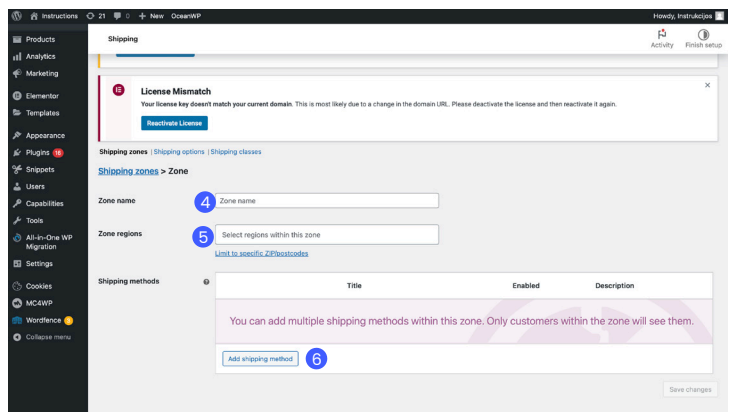 Instructions 21 0 + New OceanWP Howdy, Instrukcijos
Products
Analytics
Marketing
Elementor
Templates
Appearance
Plugins 16
Snippets
Users
Capabilities
Tools
All-in-One WP
Migration
Settings
Cookies
MC4WP
Wordfence 3
Collapse menu
Shipping
Activity Finish setup
License Mismatch
Your license key doesn't match your current domain. This is most likely due to a change in the domain URL. Please deactivate the license and then reactivate it again.
Reactivate License
Shipping zones | Shipping options | Shipping classes
Shipping zones > Zone
Zone name 4 Zone name
Zone regions 5 Select regions within this zone
Limit to specific ZIP/postcodes
Shipping methods Title Enabled Description
You can add multiple shipping methods within this zone. Only customers within the zone will see them.
Add shipping method 6
Save changes